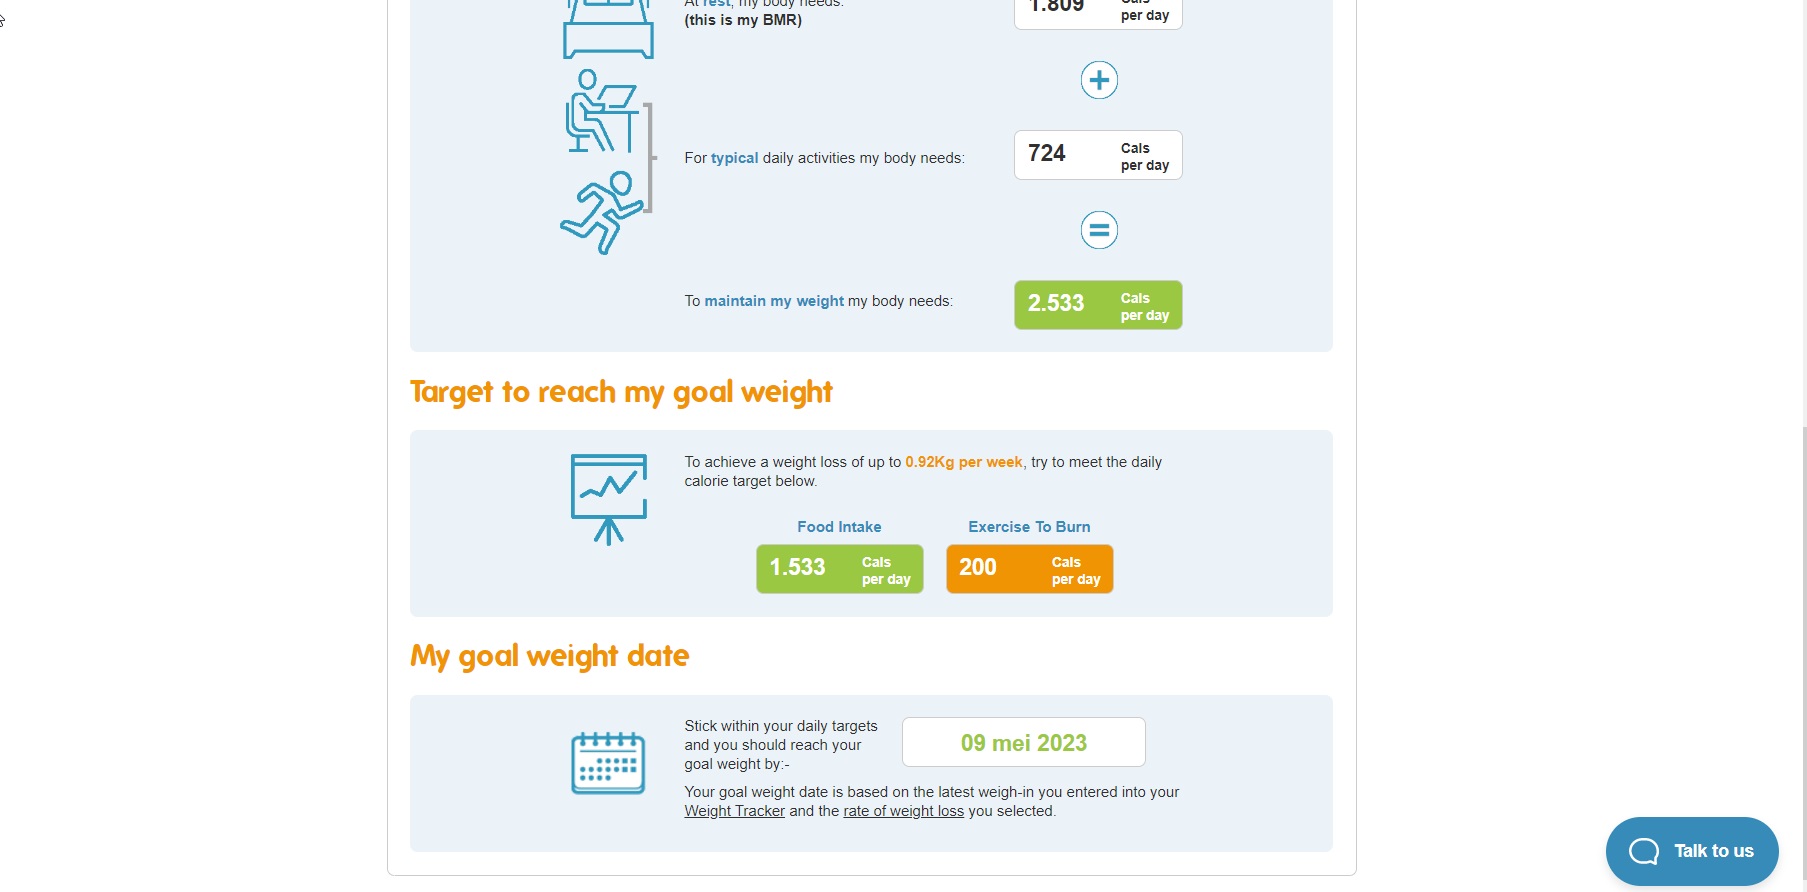 At rest, my body needs:
(this is my BMR)
1.809
Cals
per day
For typical daily activities my body needs:
724
Cals
per day
To maintain my weight my body needs:
2.533
Cals
per day
Target to reach my goal weight
To achieve a weight loss of up to 0.92Kg per week, try to meet the daily
calorie target below.
Food Intake
Exercise To Burn
1.533
Cals
per day
200
Cals
per day
My goal weight date
Stick within your daily targets
and you should reach your
goal weight by:-
09 mei 2023
Your goal weight date is based on the latest weigh-in you entered into your
Weight Tracker and the rate of weight loss you selected.
Talk to us